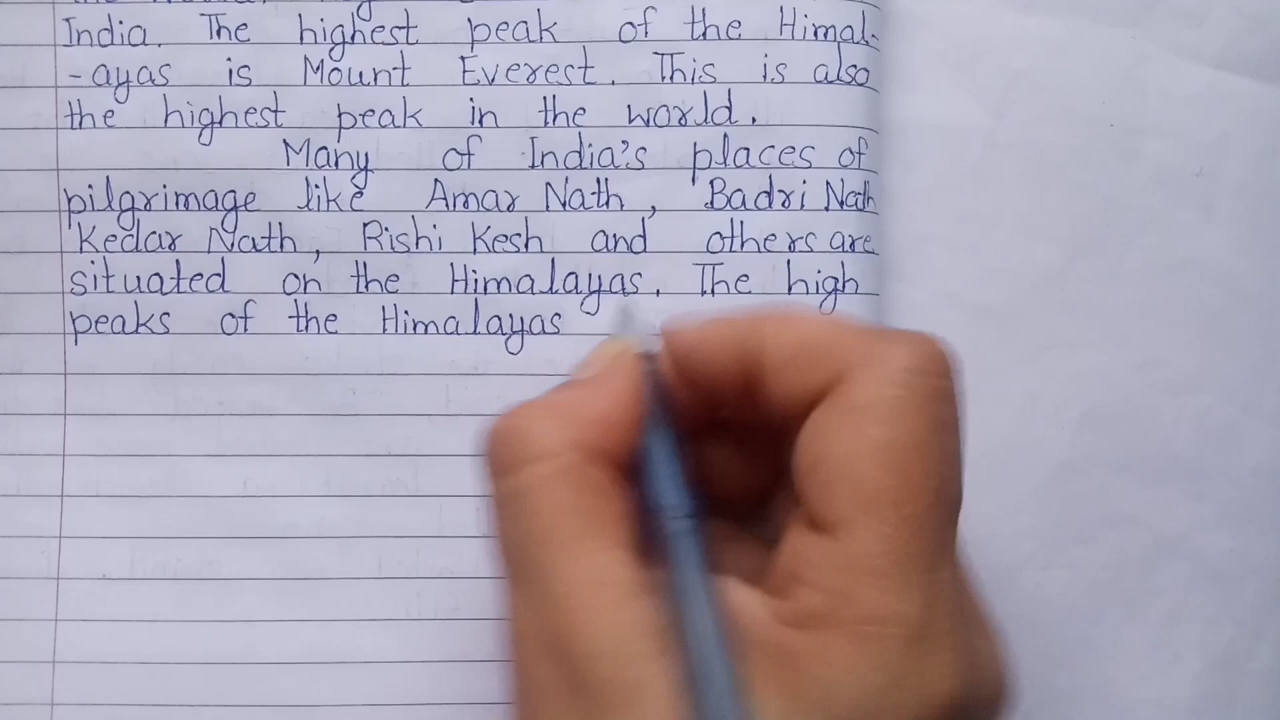 India. The highest peak of the Himal-
-ayas is Mount Everest. This is also
the highest peak in the world.
Many of India's places of
pilgrimage like Amar Nath, Badri Nath
Kedar Nath, Rishi Kesh and others are
situated on the Himalayas. The high
peaks of the Himalayas